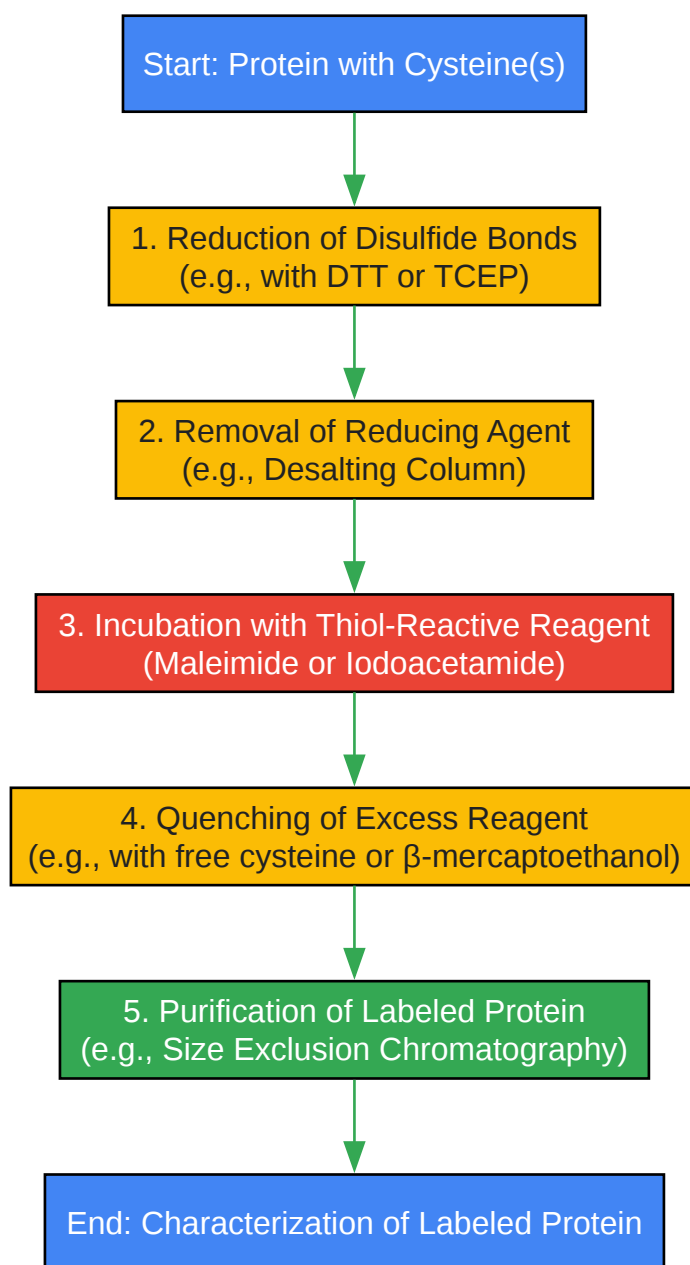 Start: Protein with Cysteine(s)
1. Reduction of Disulfide Bonds
(e.g., with DTT or TCEP)
2. Removal of Reducing Agent
(e.g., Desalting Column)
3. Incubation with Thiol-Reactive Reagent
(Maleimide or Iodoacetamide)
4. Quenching of Excess Reagent
(e.g., with free cysteine or β-mercaptoethanol)
5. Purification of Labeled Protein
(e.g., Size Exclusion Chromatography)
End: Characterization of Labeled Protein